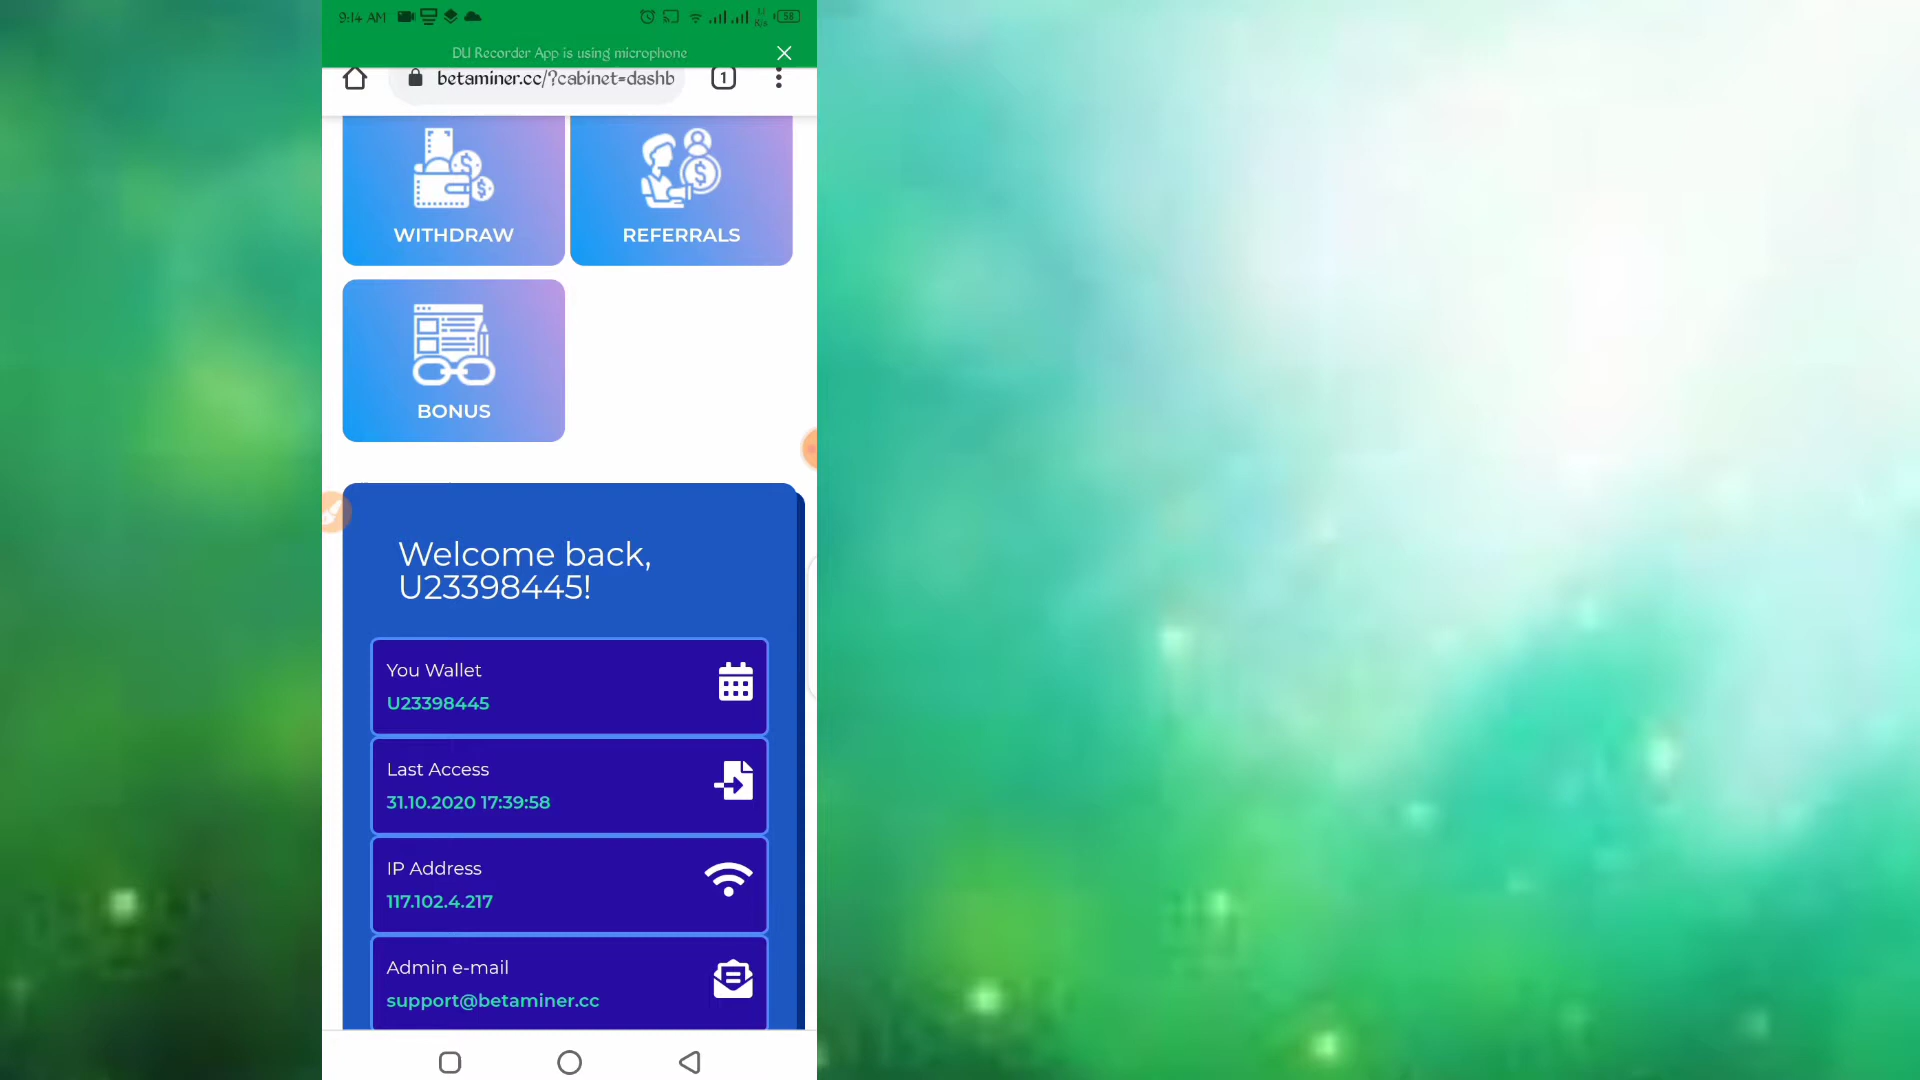 9:14 AM
58
DU Recorder App is using microphone
betaminer.cc/?cabinet=dashb
1
WITHDRAW
REFERRALS
BONUS
Welcome back,
U23398445!
You Wallet
U23398445
Last Access
31.10.2020 17:39:58
IP Address
117.102.4.217
Admin e-mail
support@betaminer.cc